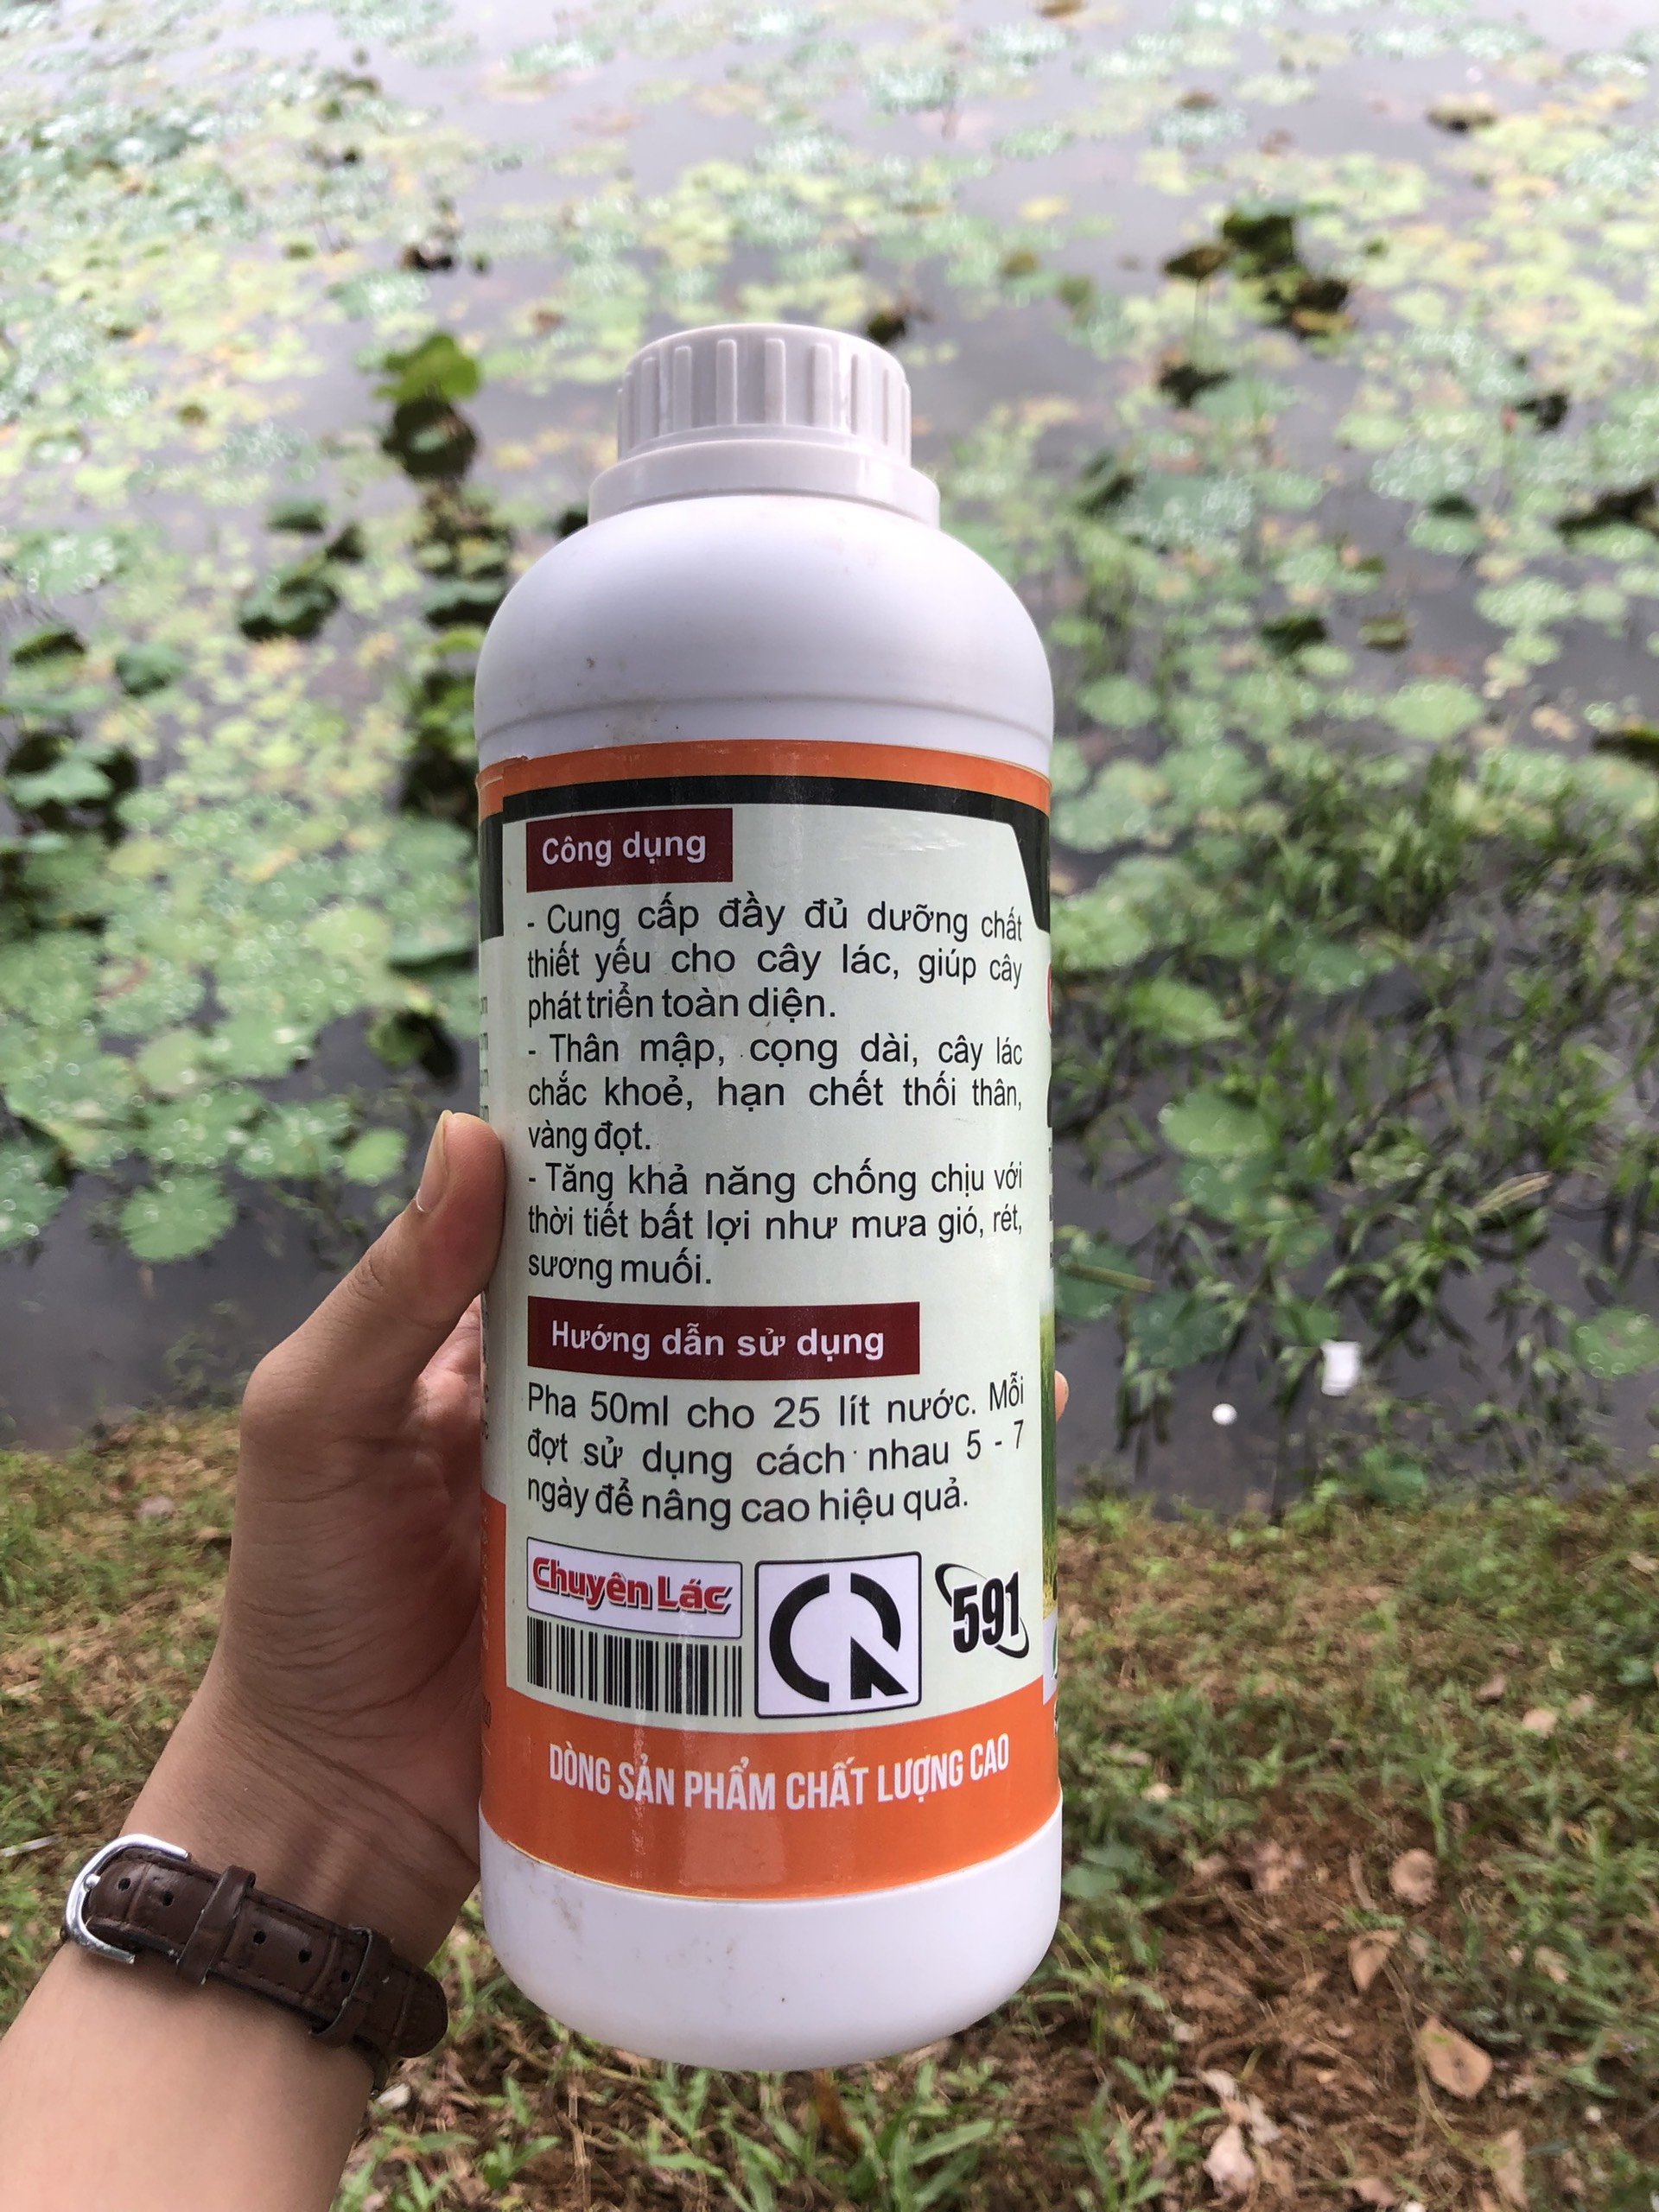 Công dụng
- Cung cấp đầy đủ dưỡng chất
thiết yếu cho cây lác, giúp cây
phát triển toàn diện.
- Thân mập, cọng dài, cây lác
chắc khoẻ, hạn chết thối thân,
vàng đọt.
- Tăng khả năng chống chịu với
thời tiết bất lợi như mưa gió, rét,
sương muối.
Hướng dẫn sử dụng
Pha 50ml cho 25 lít nước. Mỗi
đợt sử dụng cách nhau 5 - 7
ngày để nâng cao hiệu quả.
Chuyên Lác
591
DÒNG SẢN PHẨM CHẤT LƯỢNG CAO